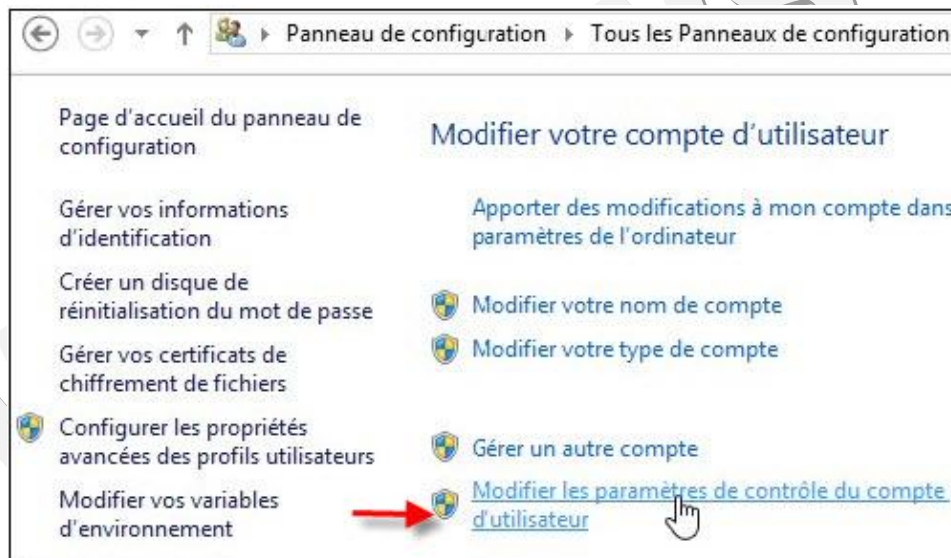 Panneau de configuration ▸ Tous les Panneaux de configuration
Page d'accueil du panneau de
configuration
Gérer vos informations
d'identification
Créer un disque de
réinitialisation du mot de passe
Gérer vos certificats de
chiffrement de fichiers
Configurer les propriétés
avancées des profils utilisateurs
Modifier vos variables
d'environnement
Modifier votre compte d'utilisateur
Apporter des modifications à mon compte dans
paramètres de l'ordinateur
Modifier votre nom de compte
Modifier votre type de compte
Gérer un autre compte
Modifier les paramètres de contrôle du compte
d'utilisateur